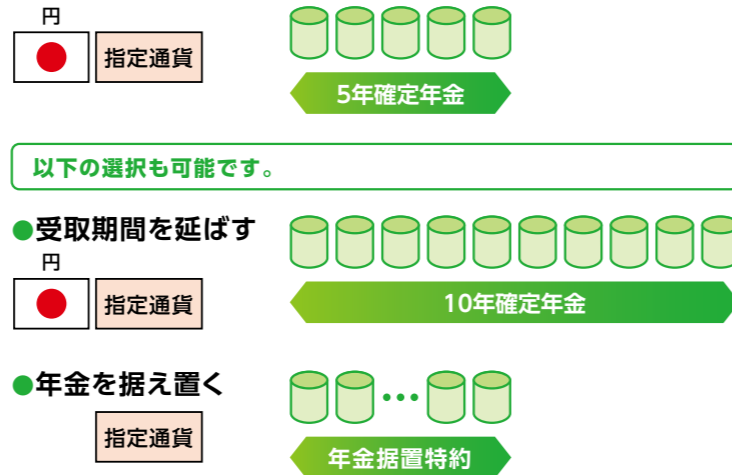 円
指定通貨
5年確定年金
以下の選択も可能です。
●受取期間を延ばす
円
指定通貨
10年確定年金
●年金を据え置く
指定通貨
年金据置特約